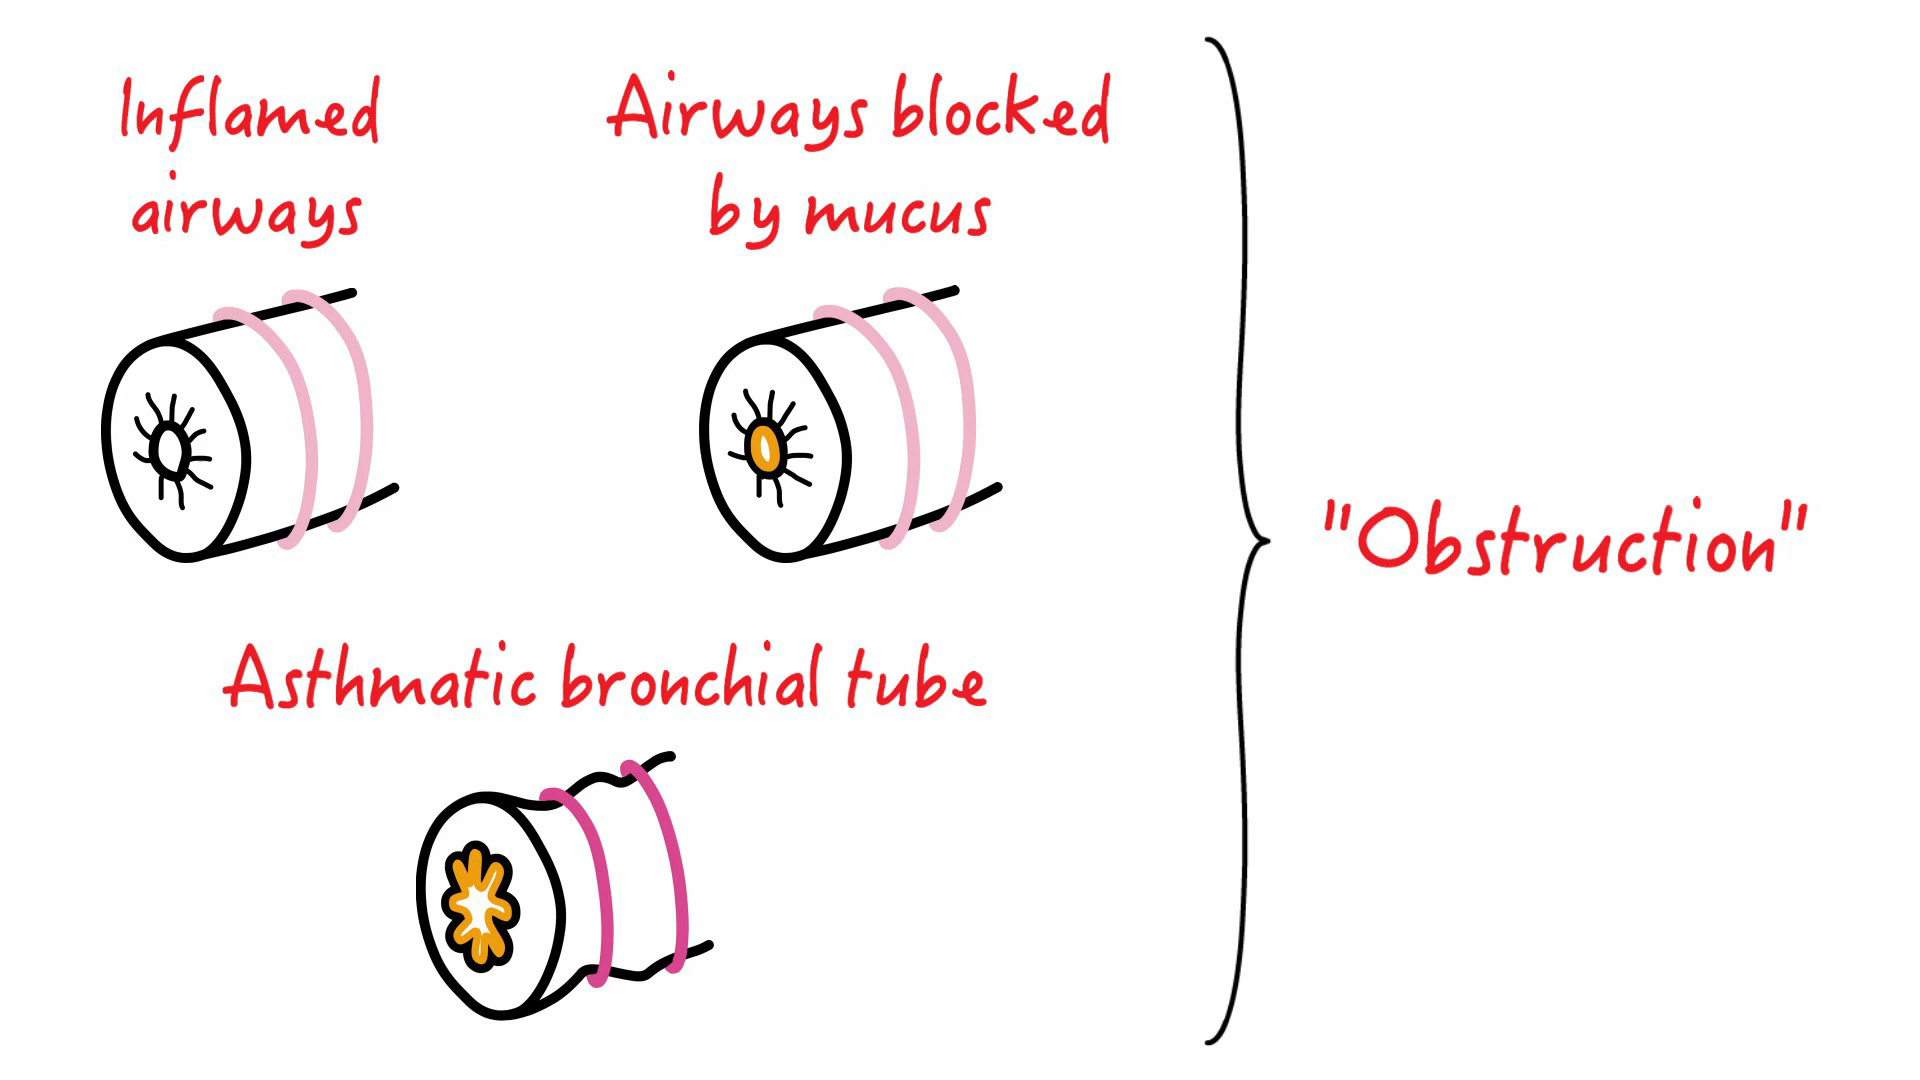 Inflamed
airways
Airways blocked
by mucus
Asthmatic bronchial tube
"Obstruction"